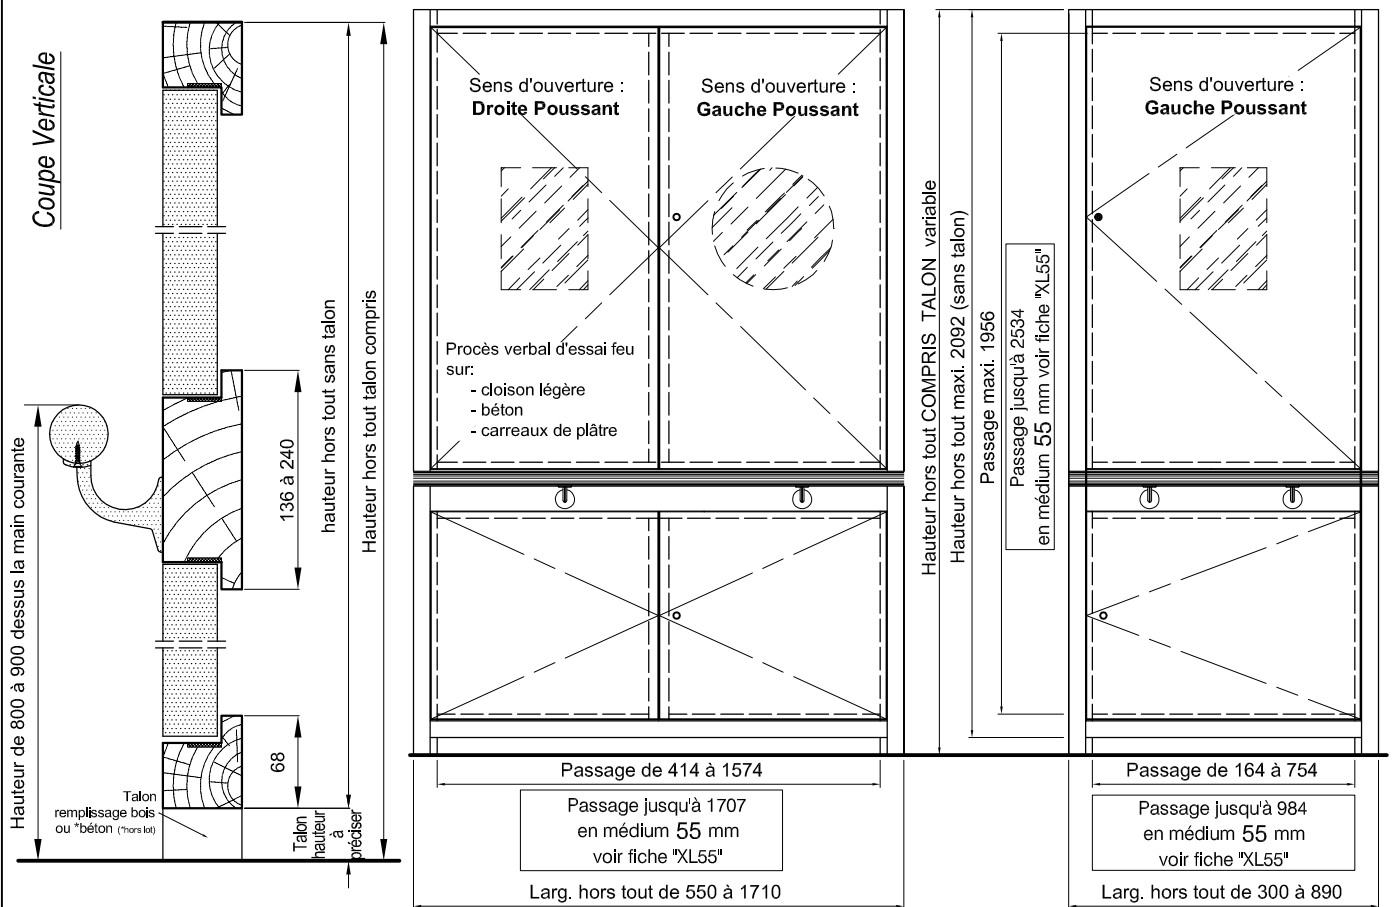 Coupe Verticale
Hauteur de 800 à 900 dessus la main courante
136 à 240
68
hauteur hors tout sans talon
Hauteur hors tout talon compris
Talon
remplissage bois
ou *béton (*hors lot)
Talon
hauteur
à
préciser
Sens d'ouverture :
Droite Poussant
Sens d'ouverture :
Gauche Poussant
Procès verbal d'essai feu
sur:
- cloison légère
- béton
- carreaux de plâtre
Passage de 414 à 1574
Passage jusqu'à 1707
en médium 55 mm
voir fiche "XL55"
Larg. hors tout de 550 à 1710
Hauteur hors tout COMPRIS TALON variable
Hauteur hors tout maxi. 2092 (sans talon)
Passage maxi. 1956
Passage jusqu'à 2534
en médium 55 mm voir fiche "XL55"
Sens d'ouverture :
Gauche Poussant
Passage de 164 à 754
Passage jusqu'à 984
en médium 55 mm
voir fiche "XL55"
Larg. hors tout de 300 à 890